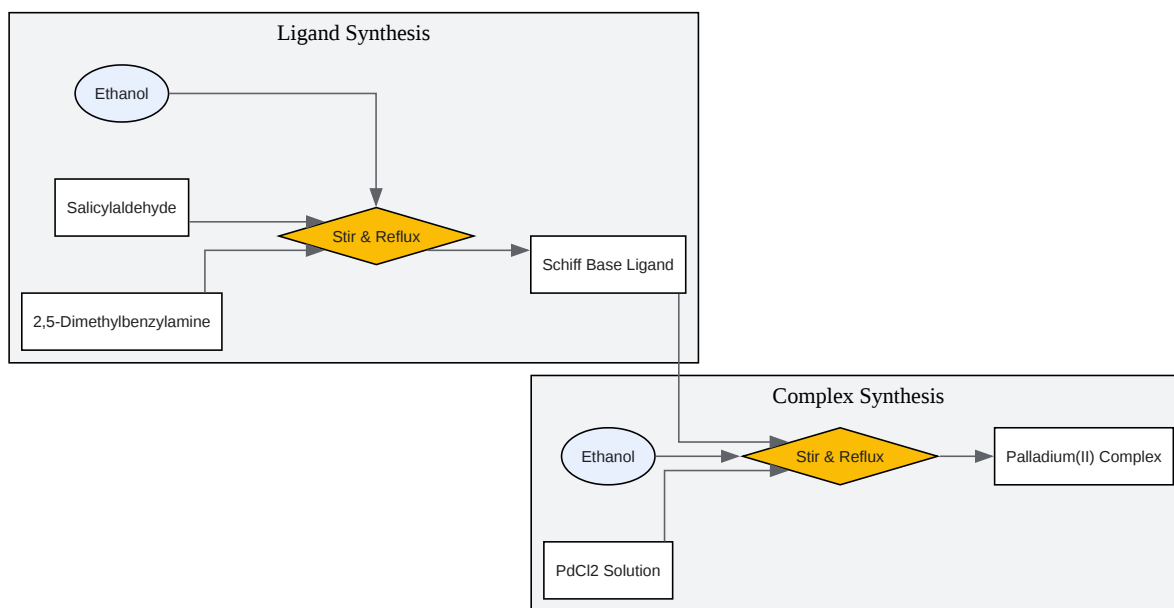 Ligand Synthesis
Ethanol
Salicylaldehyde
Stir & Reflux
Schiff Base Ligand
2,5-Dimethylbenzylamine
Complex Synthesis
Ethanol
Stir & Reflux
Palladium(II) Complex
PdCl2 Solution